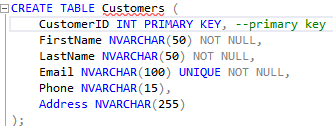 CREATE TABLE Customers (
CustomerID INT PRIMARY KEY, --primary key
FirstName NVARCHAR(50) NOT NULL,
LastName NVARCHAR(50) NOT NULL,
Email NVARCHAR(100) UNIQUE NOT NULL,
Phone NVARCHAR(15),
Address NVARCHAR(255)
);